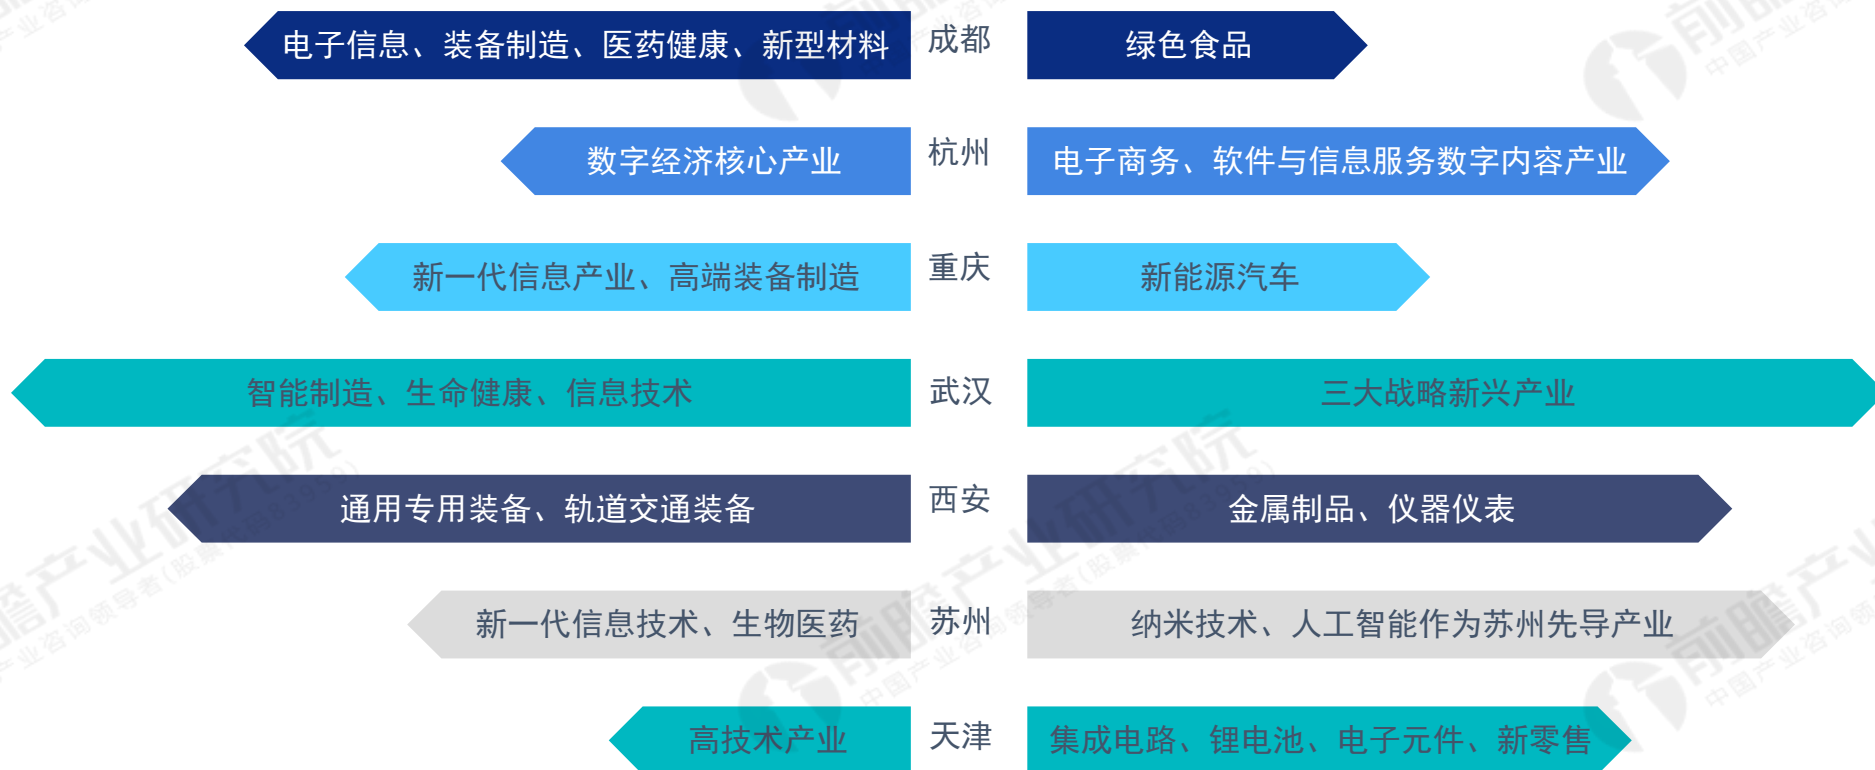 电子信息、装备制造、医药健康、新型材料 成都 绿色食品
数字经济核心产业 杭州 电子商务、软件与信息服务数字内容产业
新一代信息产业、高端装备制造 重庆 新能源汽车
智能制造、生命健康、信息技术 武汉 三大战略新兴产业
通用专用装备、轨道交通装备 西安 金属制品、仪器仪表
新一代信息技术、生物医药 苏州 纳米技术、人工智能作为苏州先导产业
高技术产业 天津 集成电路、锂电池、电子元件、新零售
前瞻产业研究院